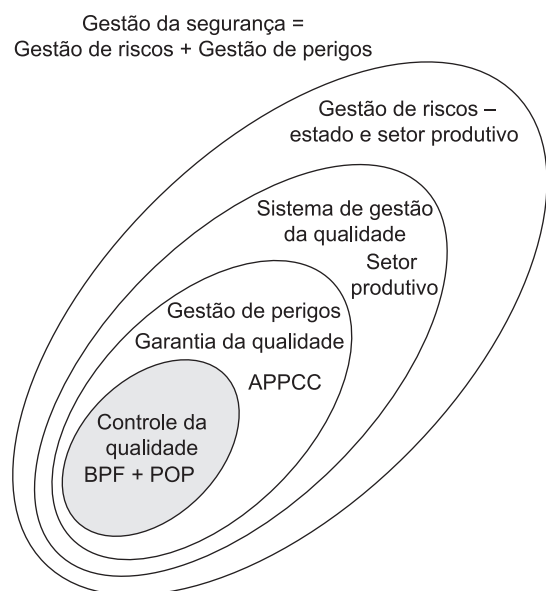 Gestão da segurança =
Gestão de riscos + Gestão de perigos
Gestão de riscos –
estado e setor produtivo
Sistema de gestão
da qualidade
Setor
produtivo
Gestão de perigos
Garantia da qualidade
APPCC
Controle da
qualidade
BPF + POP